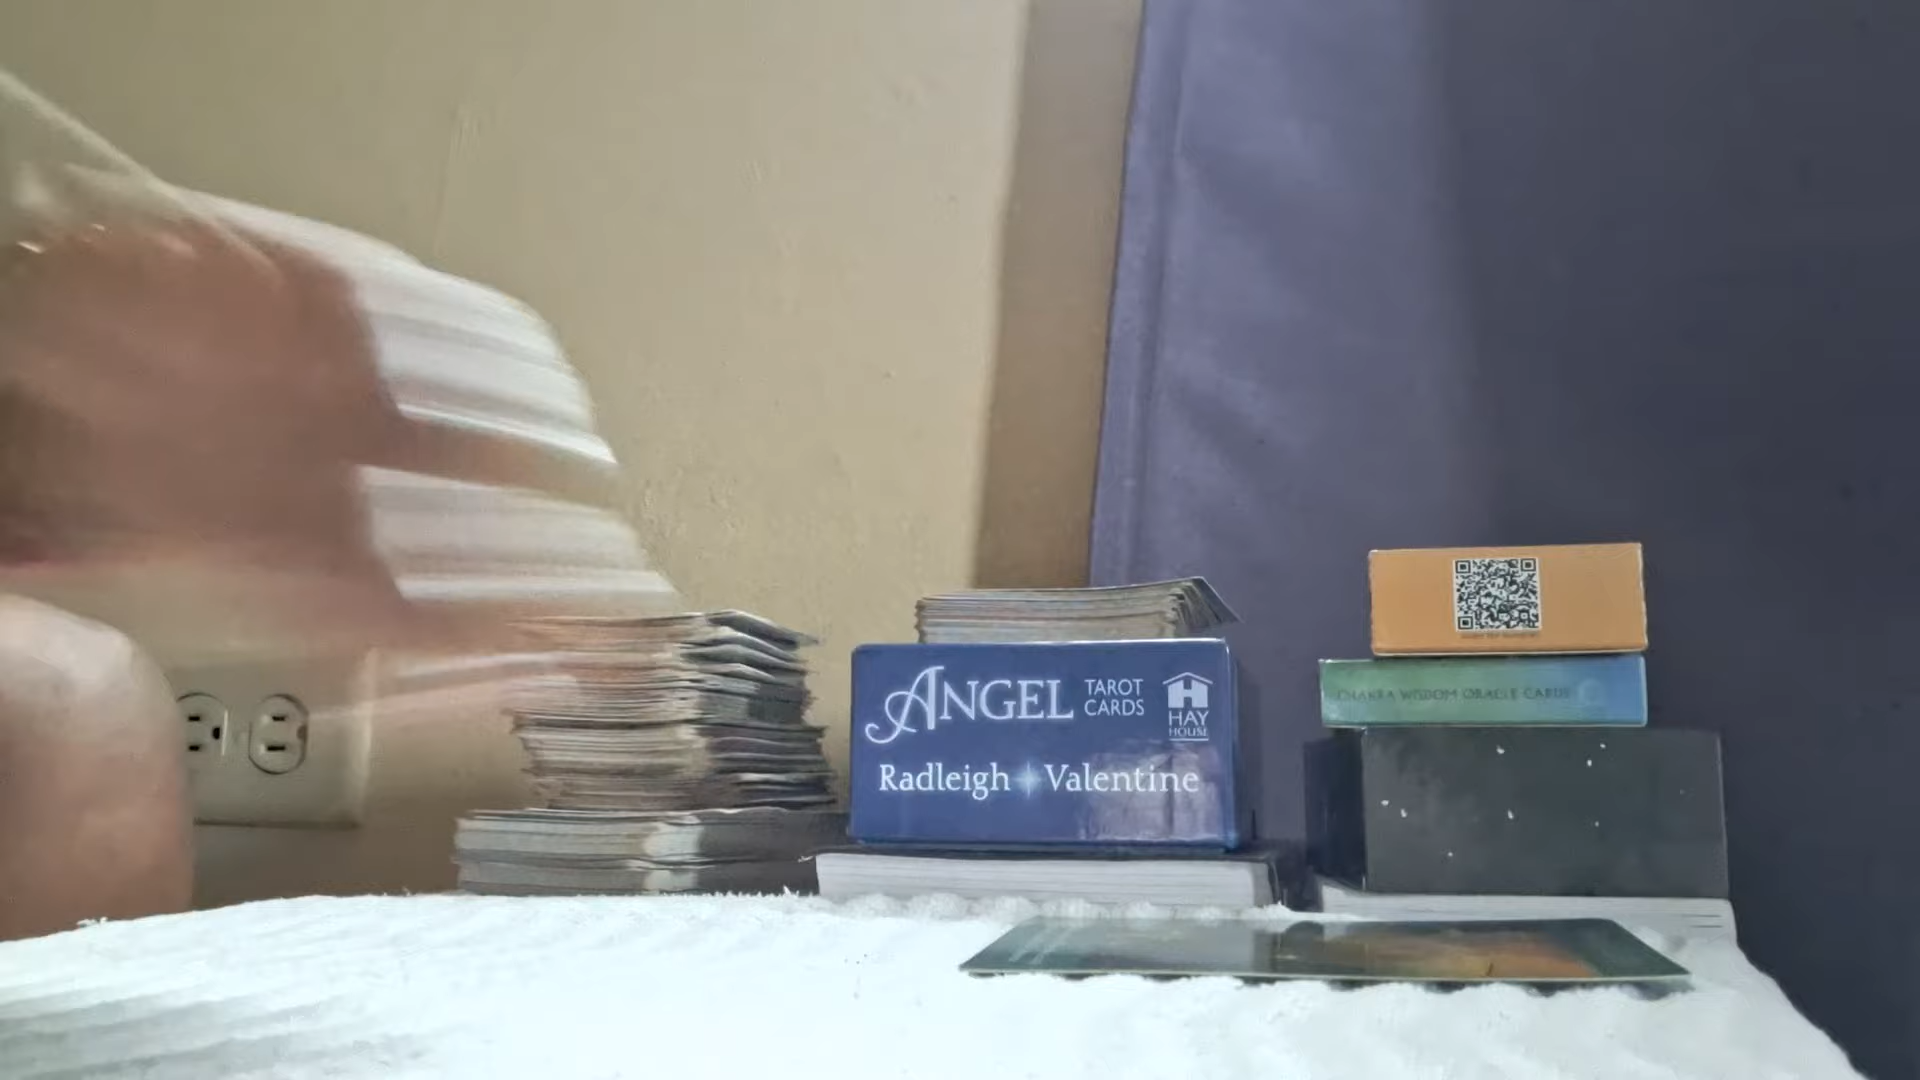 ANGEL TAROT CARDS
HAY HOUSE
Radleigh Valentine
CHAKRA WISDOM ORACLE CARDS